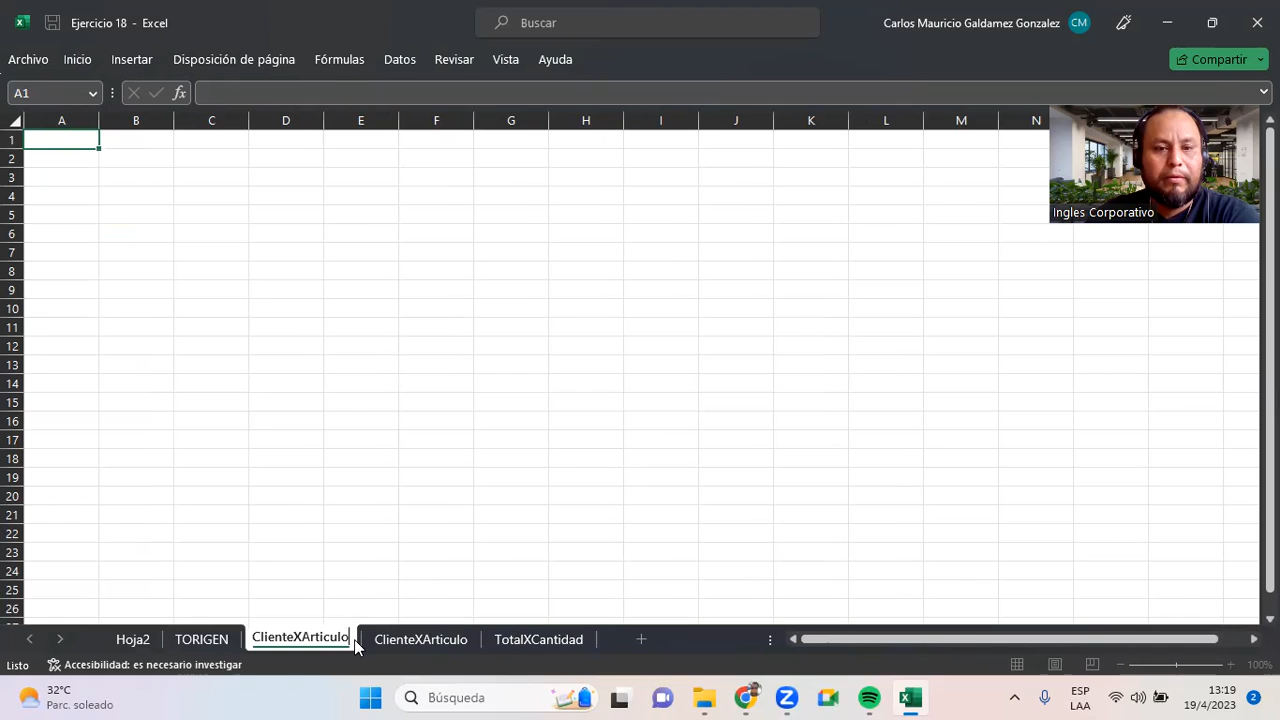 Ejercicio 18 - Excel
Buscar
Carlos Mauricio Galdamez Gonzalez
CM
Archivo Inicio Insertar Disposición de página Fórmulas Datos Revisar Vista Ayuda
Compartir
A1
fx
A B C D E F G H I J K L M N
Ingles Corporativo
1
2
3
4
5
6
7
8
9
10
11
12
13
14
15
16
17
18
19
20
21
22
23
24
25
26
Hoja2 TORIGEN ClienteXArticulo ClienteXArticulo TotalXCantidad
Listo
Accesibilidad: es necesario investigar
100%
32°C
Parc. soleado
Búsqueda
ESP
LAA
13:19
19/4/2023
2